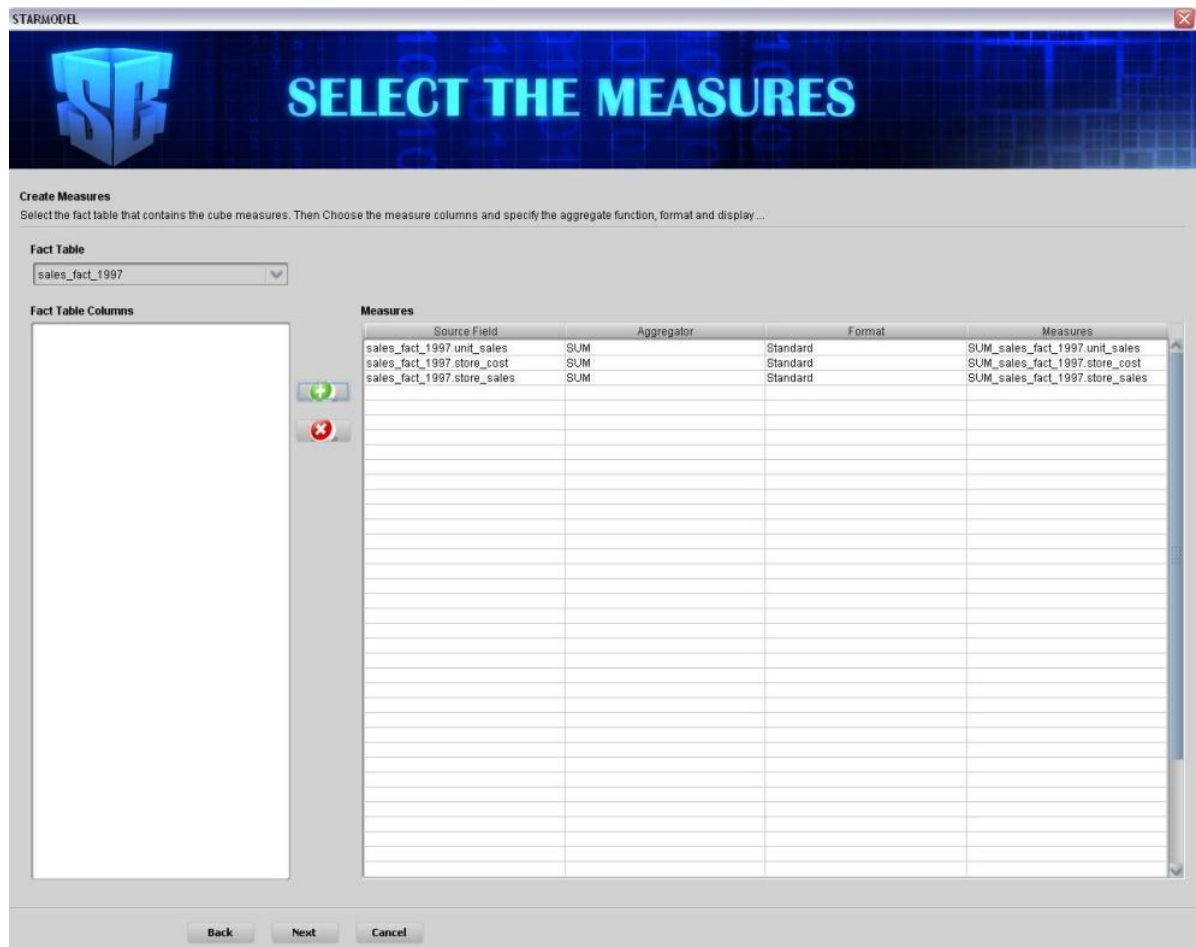 STARMODEL
SC
SELECT THE MEASURES
Create Measures
Select the fact table that contains the cube measures. Then Choose the measure columns and specify the aggregate function, format and display ...
Fact Table
sales_fact_1997
Fact Table Columns
Measures
Source Field Aggregator Format Measures
sales_fact_1997.unit_sales SUM Standard SUM_sales_fact_1997.unit_sales
sales_fact_1997.store_cost SUM Standard SUM_sales_fact_1997.store_cost
sales_fact_1997.store_sales SUM Standard SUM_sales_fact_1997.store_sales
Back Next Cancel